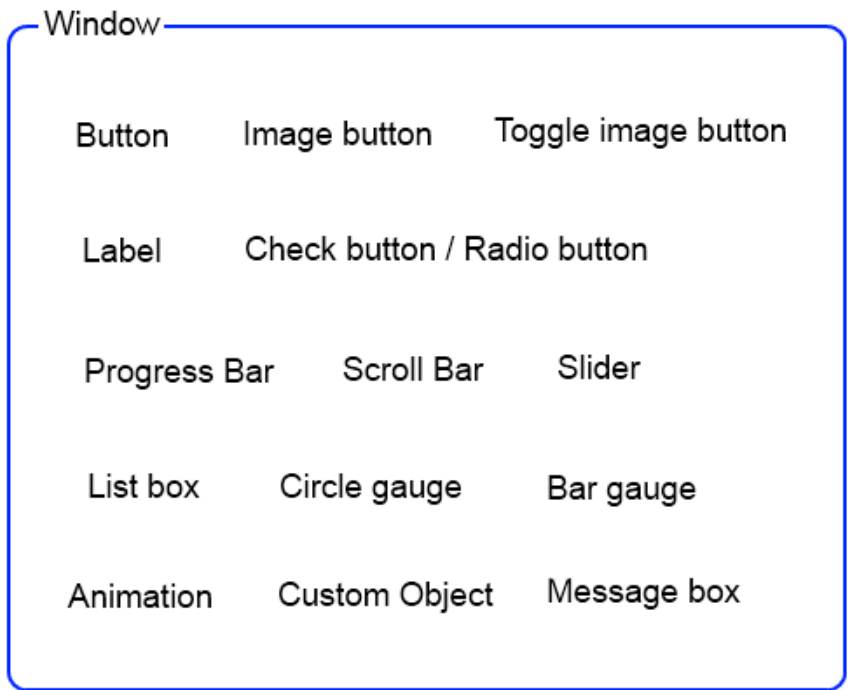 Window
Button Image button Toggle image button
Label Check button / Radio button
Progress Bar Scroll Bar Slider
List box Circle gauge Bar gauge
Animation Custom Object Message box